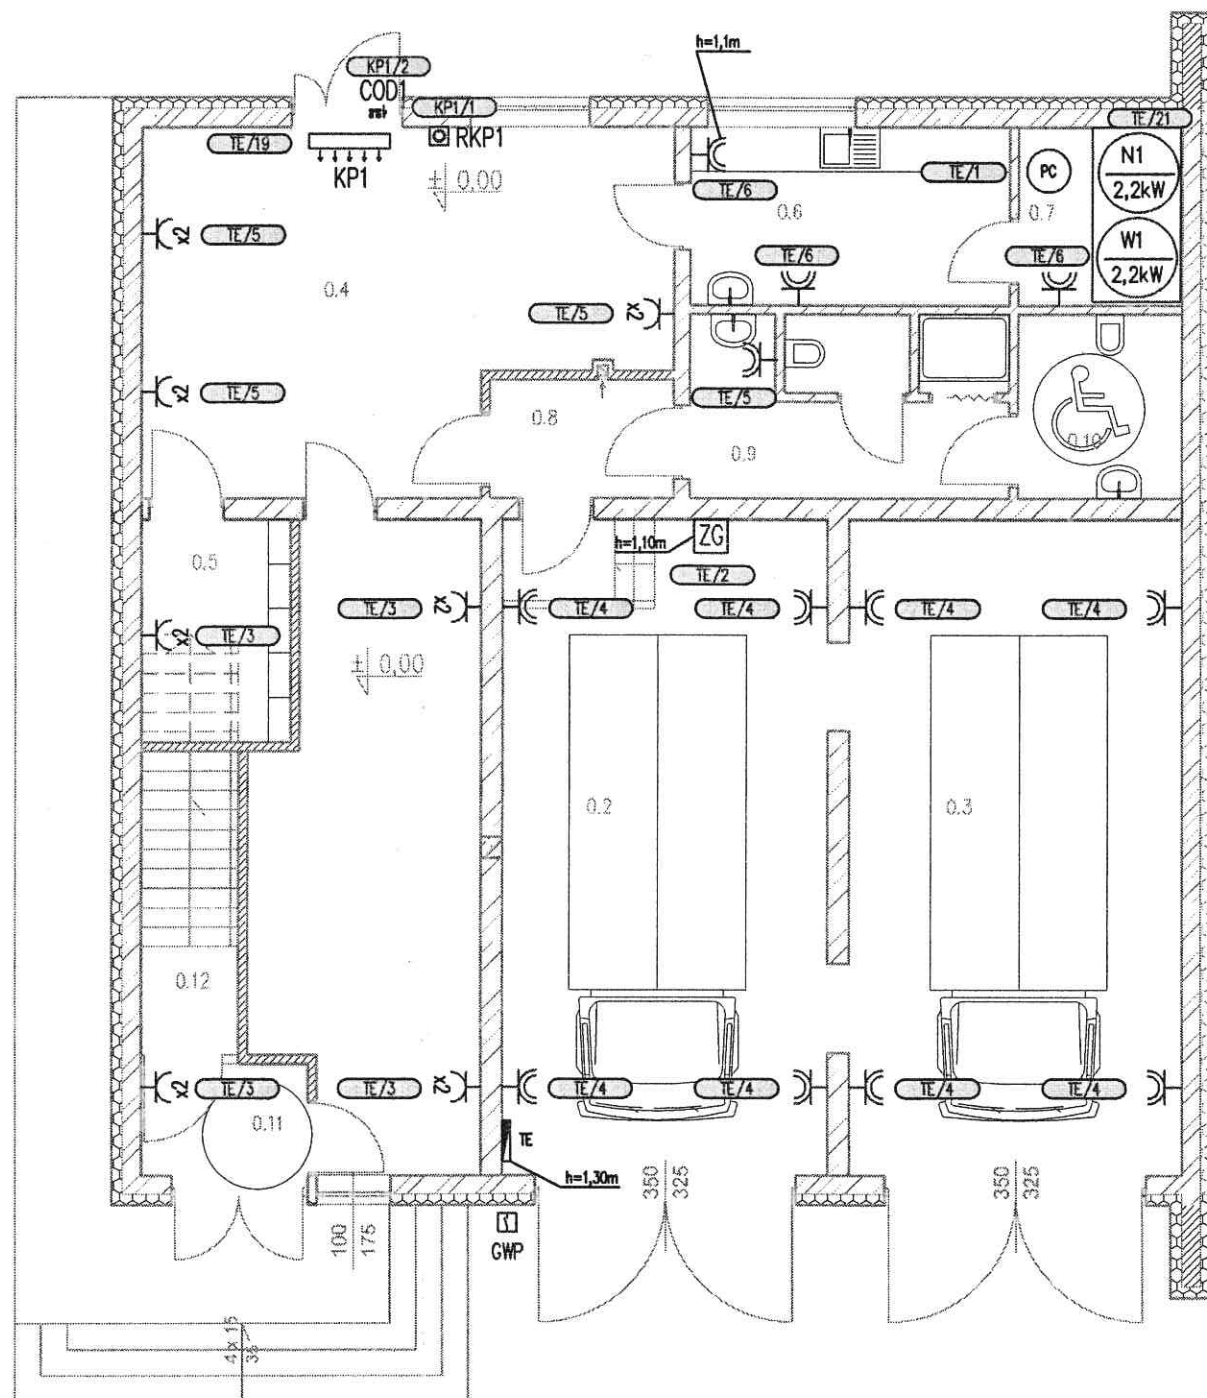 h=1,1m
KP1/2
COD
KP1/1
TE/21
TE/19
RKP1
KP1
± 0,00
TE/6
TE/1
PC
N1
2,2kW
0.6
0.7
x2
TE/5
TE/6
TE/6
W1
2,2kW
0.4
TE/5
x2
x2
TE/5
TE/5
0.8
0.9
0.10
h=1,10m
ZG
0.5
TE/2
TE/3
x2
TE/4
TE/4
TE/4
TE/4
x2
TE/3
± 0,00
0.2
0.3
0.12
x2
TE/3
TE/3
x2
TE/4
TE/4
TE/4
TE/4
0.11
TE
h=1,30m
350
325
350
325
100
175
GWP
4 x 15
35